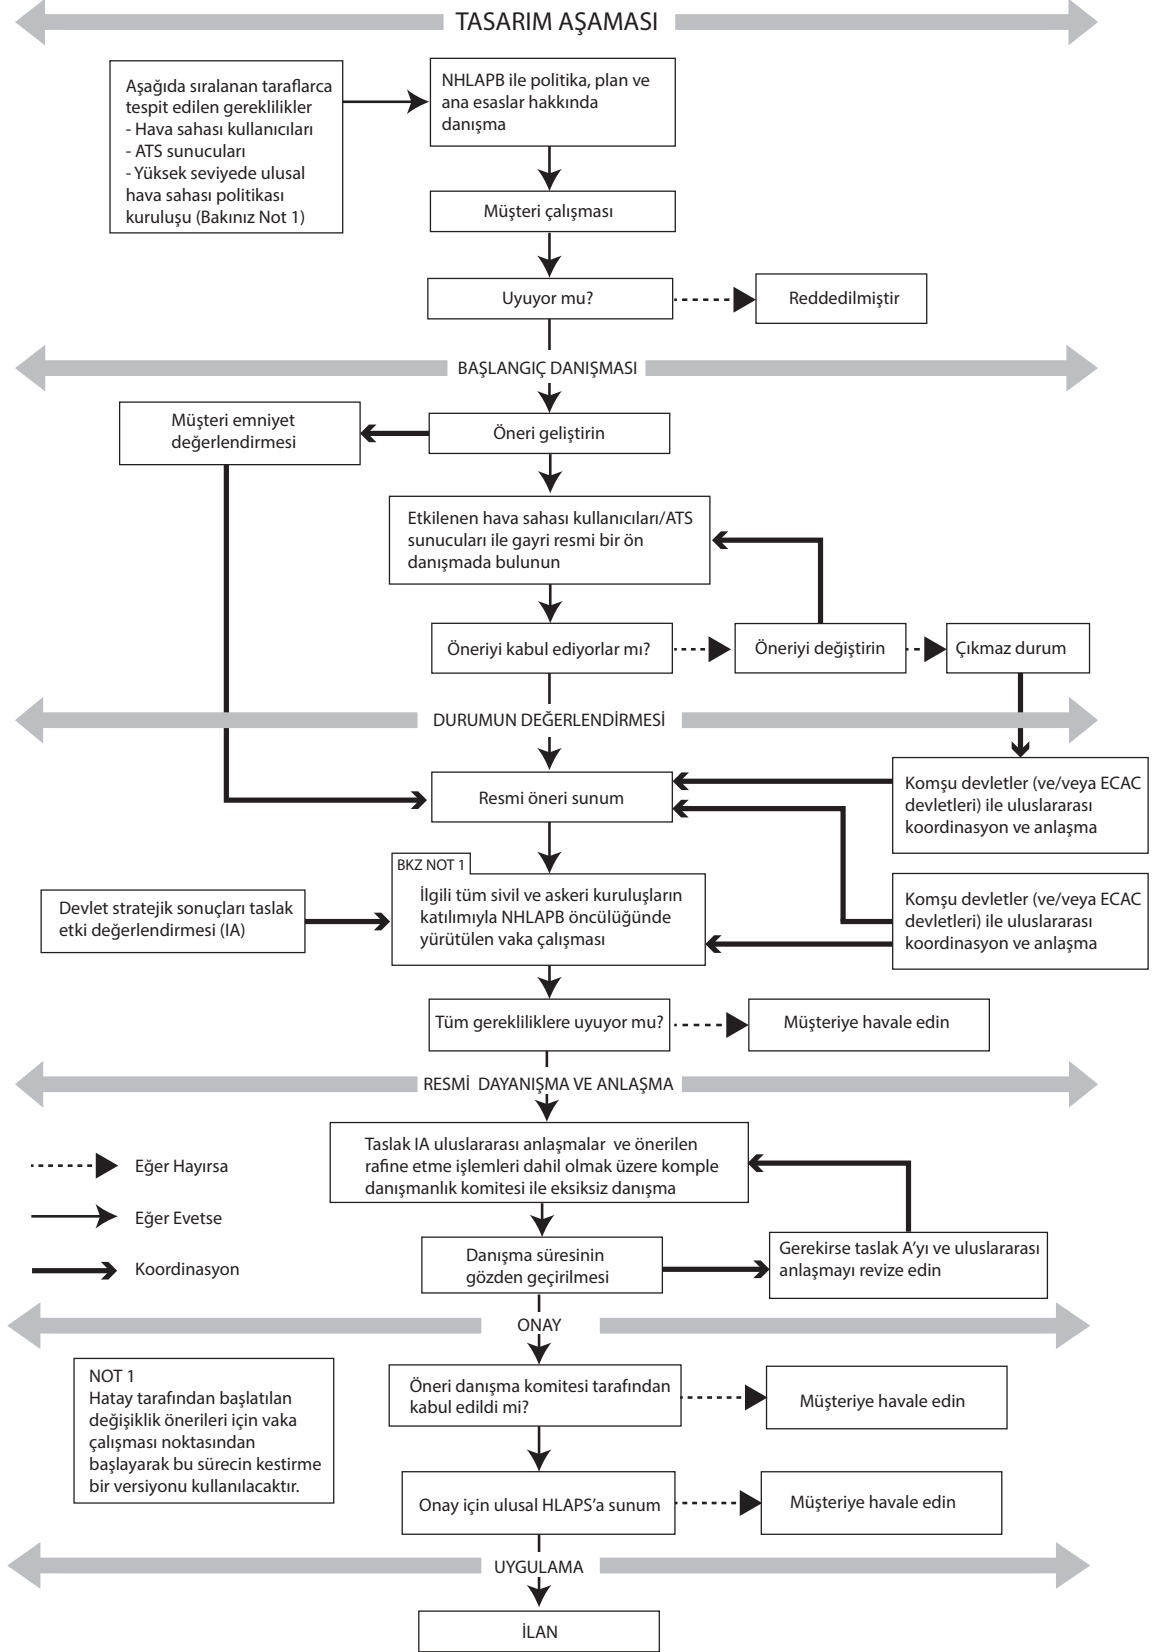 TASARIM AŞAMASI
Aşağıda sıralanan taraflarca
tespit edilen gereklilikler
- Hava sahası kullanıcıları
- ATS sunucuları
- Yüksek seviyede ulusal
hava sahası politikası
kuruluşu (Bakınız Not 1)
NHLAPB ile politika, plan ve
ana esaslar hakkında
danışma
Müşteri çalışması
Uyuyor mu?
Reddedilmiştir
BAŞLANGIÇ DANIŞMASI
Müşteri emniyet
değerlendirmesi
Öneri geliştirin
Etkilenen hava sahası kullanıcıları/ATS
sunucuları ile gayri resmi bir ön
danışmada bulunun
Öneriyi kabul ediyorlar mı?
Öneriyi değiştirin
Çıkmaz durum
DURUMUN DEĞERLENDİRMESİ
Resmi öneri sunum
Komşu devletler (ve/veya ECAC
devletleri) ile uluslararası
koordinasyon ve anlaşma
BKZ NOT 1
Devlet stratejik sonuçları taslak
etki değerlendirmesi (IA)
İlgili tüm sivil ve askeri kuruluşların
katılımıyla NHLAPB öncülüğünde
yürütülen vaka çalışması
Komşu devletler (ve/veya ECAC
devletleri) ile uluslararası
koordinasyon ve anlaşma
Tüm gerekliliklere uyuyor mu?
Müşteriye havale edin
RESMİ DAYANIŞMA VE ANLAŞMA
Taslak IA uluslararası anlaşmalar ve önerilen
rafine etme işlemleri dahil olmak üzere komple
danışmanlık komitesi ile eksiksiz danışma
Eğer Hayırsa
Eğer Evetse
Koordinasyon
Danışma süresinin
gözden geçirilmesi
Gerekirse taslak A'yı ve uluslararası
anlaşmayı revize edin
ONAY
NOT 1
Hatay tarafından başlatılan
değişiklik önerileri için vaka
çalışması noktasından
başlayarak bu sürecin kestirme
bir versiyonu kullanılacaktır.
Öneri danışma komitesi tarafından
kabul edildi mi?
Müşteriye havale edin
Onay için ulusal HLAPS'a sunum
Müşteriye havale edin
UYGULAMA
İLAN